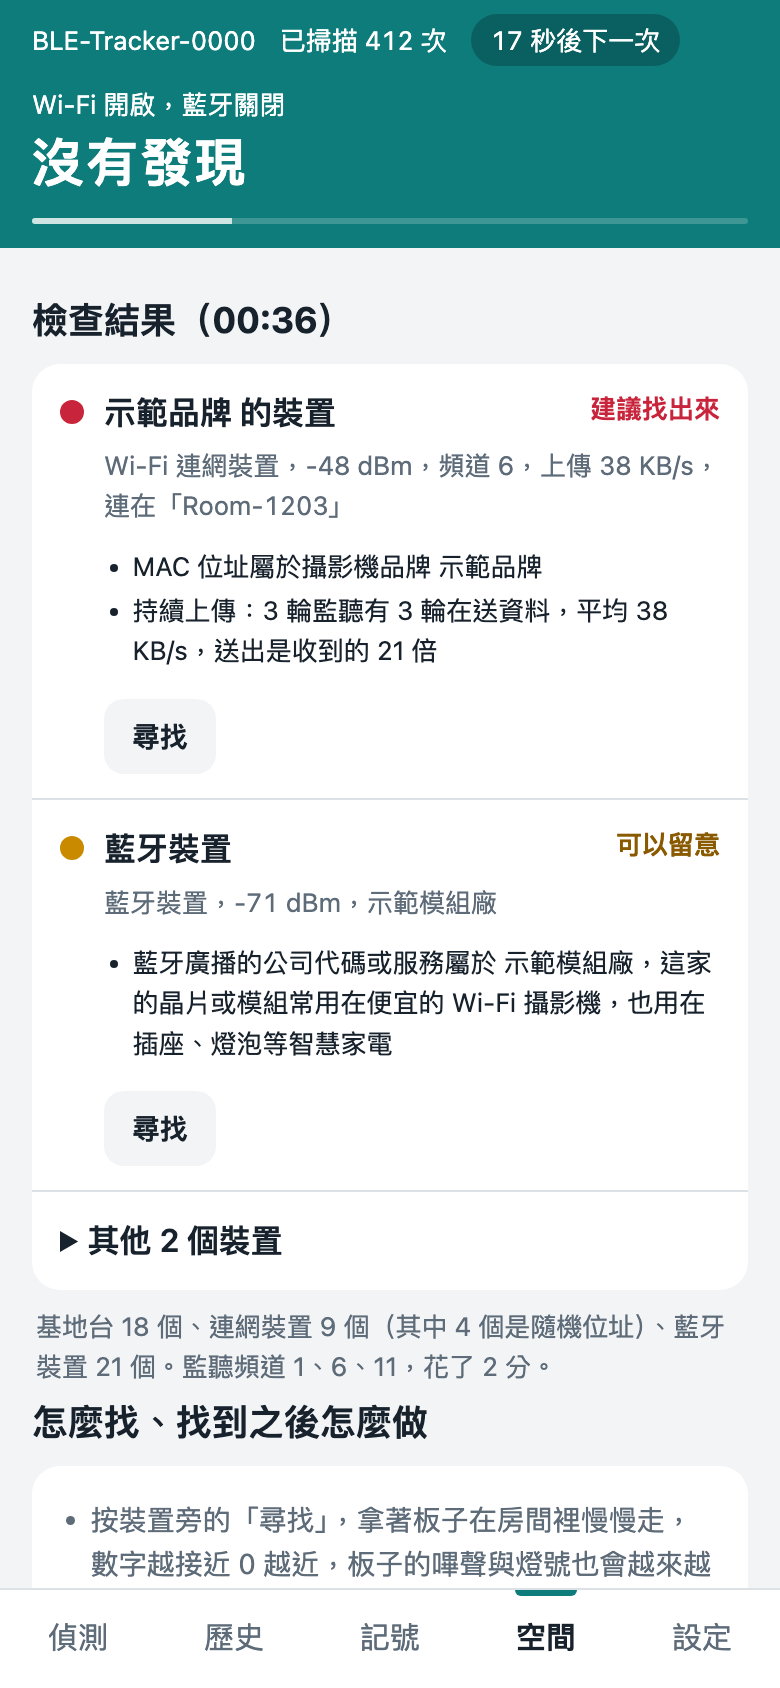 BLE-Tracker-0000 已掃描 412 次 17 秒後下一次
Wi-Fi 開啟，藍牙關閉
沒有發現
檢查結果（00:36）
示範品牌 的裝置
建議找出來
Wi-Fi 連網裝置，-48 dBm，頻道 6，上傳 38 KB/s，
連在「Room-1203」
• MAC 位址屬於攝影機品牌 示範品牌
• 持續上傳：3 輪監聽有 3 輪在送資料，平均 38
KB/s，送出是收到的 21 倍
尋找
藍牙裝置
可以留意
藍牙裝置，-71 dBm，示範模組廠
• 藍牙廣播的公司代碼或服務屬於 示範模組廠，這家
的晶片或模組常用在便宜的 Wi-Fi 攝影機，也用在
插座、燈泡等智慧家電
尋找
▶ 其他 2 個裝置
基地台 18 個、連網裝置 9 個（其中 4 個是隨機位址）、藍牙
裝置 21 個。監聽頻道 1、6、11，花了 2 分。
怎麼找、找到之後怎麼做
• 按裝置旁的「尋找」，拿著板子在房間裡慢慢走，
數字越接近 0 越近，板子的嗶聲與燈號也會越來越
偵測 歷史 記號 空間 設定